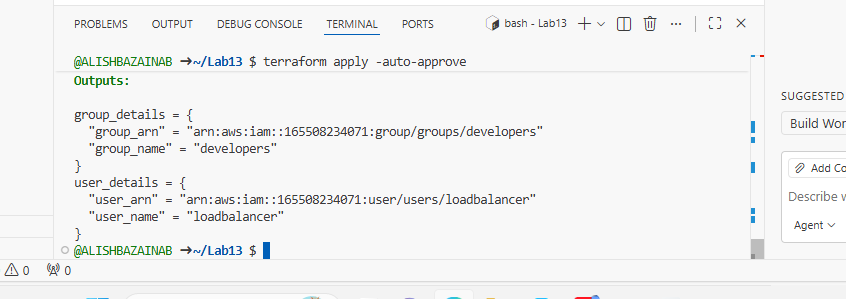 PROBLEMS OUTPUT DEBUG CONSOLE TERMINAL PORTS bash - Lab13
@ALISHBAZAINAB ➜~/Lab13 $ terraform apply -auto-approve
Outputs:
group_details = {
"group_arn" = "arn:aws:iam::165508234071:group/groups/developers"
"group_name" = "developers"
}
user_details = {
"user_arn" = "arn:aws:iam::165508234071:user/users/loadbalancer"
"user_name" = "loadbalancer"
}
@ALISHBAZAINAB ➜~/Lab13 $
SUGGESTED
Build Wor
Add Co
Describe w
Agent
0 0